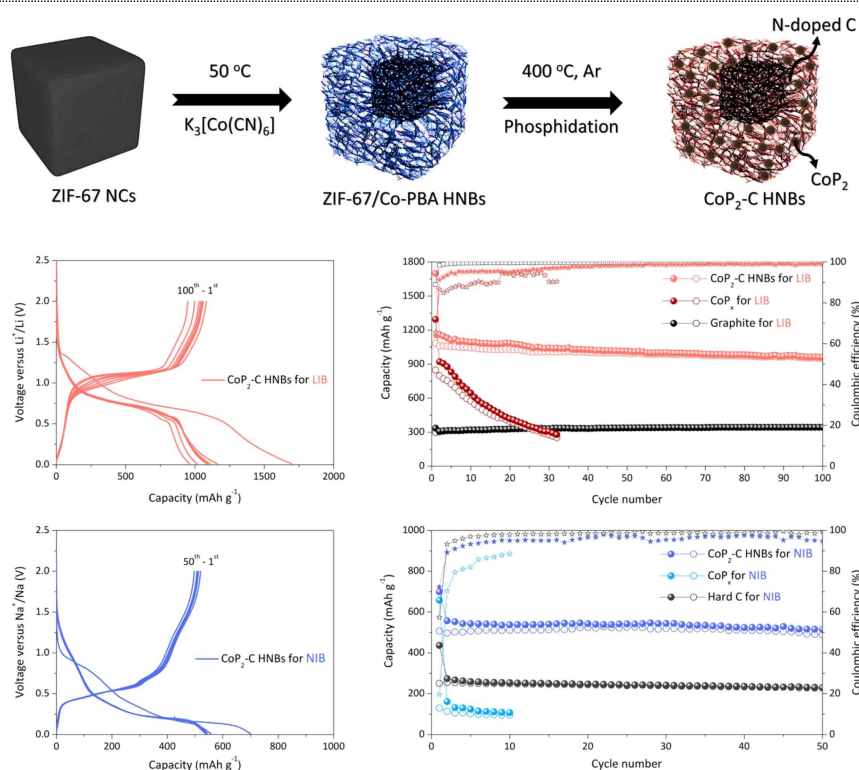 N-doped C
50 °C
400 °C, Ar
K3[Co(CN)6]
Phosphidation
CoP2
ZIF-67 NCs
ZIF-67/Co-PBA HNBs
CoP2-C HNBs
Voltage versus Li+/Li (V)
2.5
2.0
1.5
1.0
0.5
0.0
100th - 1st
CoP2-C HNBs for LIB
0 500 1000 1500 2000
Capacity (mAh g-1)
Capacity (mAh g-1)
1800
1500
1200
900
600
300
0
CoP2-C HNBs for LIB
CoPx for LIB
Graphite for LIB
100
80
60
40
20
0
Coulombic efficiency (%)
0 10 20 30 40 50 60 70 80 90 100
Cycle number
Voltage versus Na+/Na (V)
2.5
2.0
1.5
1.0
0.5
0.0
50th - 1st
CoP2-C HNBs for NIB
0 200 400 600 800 1000
Capacity (mAh g-1)
Capacity (mAh g-1)
1000
800
600
400
200
0
CoP2-C HNBs for NIB
CoPx for NIB
Hard C for NIB
100
90
80
70
60
50
40
30
20
10
0
Coulombic efficiency (%)
0 10 20 30 40 50
Cycle number